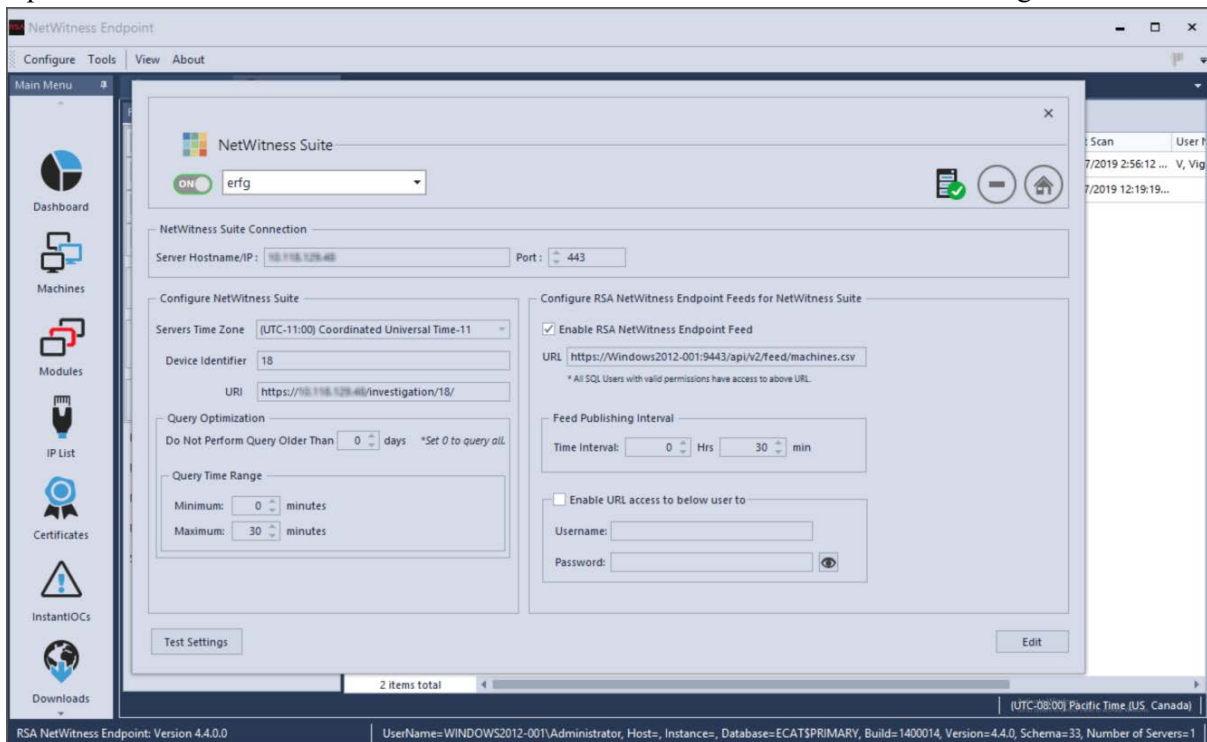 NetWitness Endpoint
Configure Tools View About
Main Menu
NetWitness Suite
ON erfg
NetWitness Suite Connection
Server Hostname/IP : Port : 443
Configure NetWitness Suite
Servers Time Zone (UTC-11:00) Coordinated Universal Time-11
Device Identifier 18
URI https:// /investigation/18/
Query Optimization
Do Not Perform Query Older Than 0 days *Set 0 to query all.
Query Time Range
Minimum: 0 minutes
Maximum: 30 minutes
Configure RSA NetWitness Endpoint Feeds for NetWitness Suite
Enable RSA NetWitness Endpoint Feed
URL https://Windows2012-001:9443/api/v2/feed/machines.csv
* All SQL Users with valid permissions have access to above URL.
Feed Publishing Interval
Time Interval: 0 Hrs 30 min
Enable URL access to below user to
Username:
Password:
Test Settings
Edit
Scan User
7/2019 2:56:12 ... V, Vig
7/2019 12:19:19...
Dashboard
Machines
Modules
IP List
Certificates
InstantIOCs
Downloads
2 items total
(UTC-08:00) Pacific Time (US Canada)
RSA NetWitness Endpoint: Version 4.4.0.0
UserName=WINDOWS2012-001\Administrator, Host=, Instance=, Database=ECAT$PRIMARY, Build=1400014, Version=4.4.0, Schema=33, Number of Servers=1